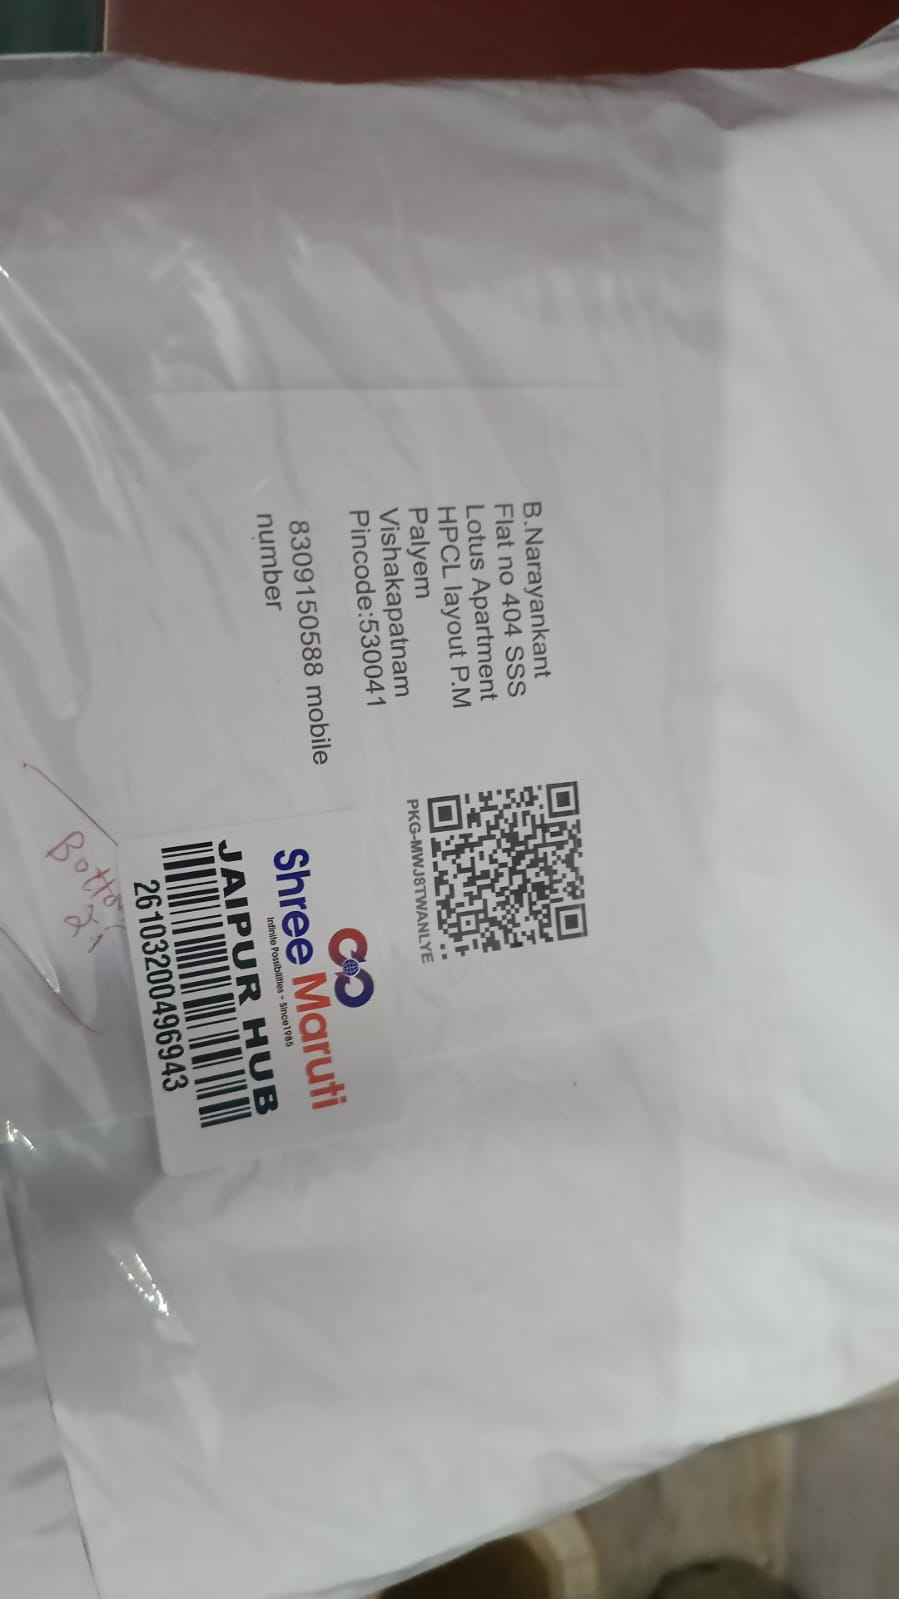 B.Narayankant
Flat no 404 SSS
Lotus Apartment
HPCL layout P.M
Palyem
Vishakapatnam
Pincode:530041
8309150588 mobile
number
PKG-MWJ8TWANLYE
Shree Maruti
Infinite Possibilities - Since1985
JAIPUR HUB
26103200496943